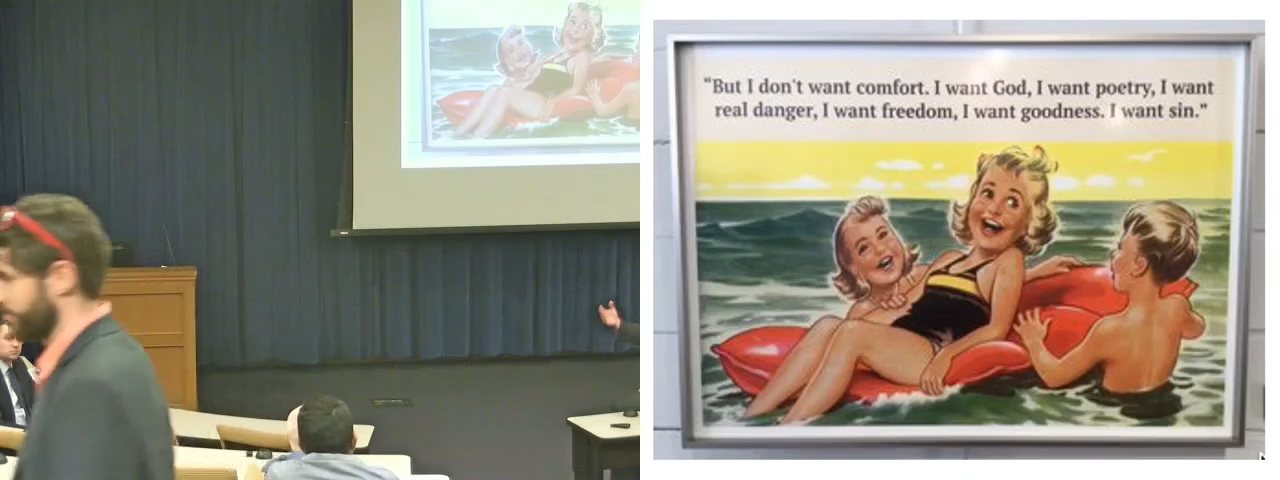 “But I don't want comfort. I want God, I want poetry, I want
real danger, I want freedom, I want goodness. I want sin.”